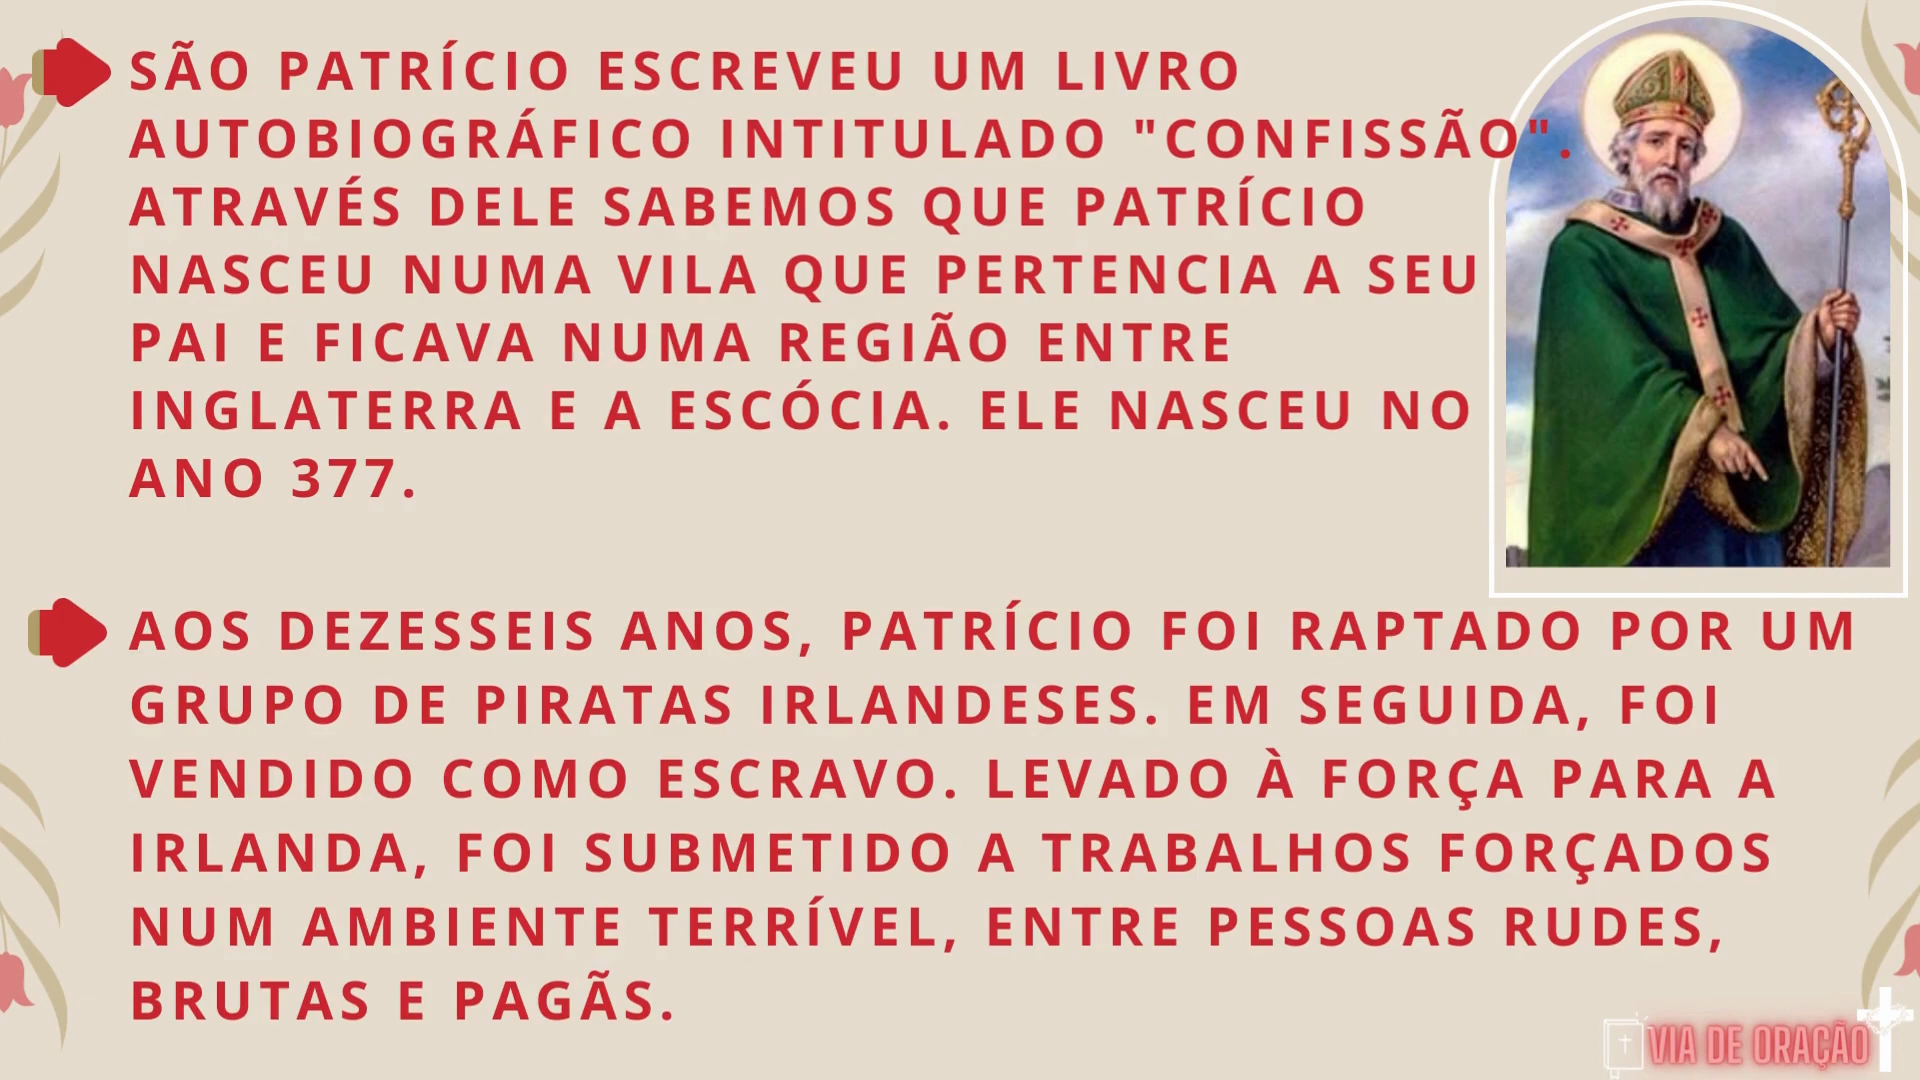 SÃO PATRÍCIO ESCREVEU UM LIVRO
AUTOBIOGRÁFICO INTITULADO "CONFISSÃO".
ATRAVÉS DELE SABEMOS QUE PATRÍCIO
NASCEU NUMA VILA QUE PERTENCIA A SEU
PAI E FICAVA NUMA REGIÃO ENTRE
INGLATERRA E A ESCÓCIA. ELE NASCEU NO
ANO 377.
AOS DEZESSEIS ANOS, PATRÍCIO FOI RAPTADO POR UM
GRUPO DE PIRATAS IRLANDESES. EM SEGUIDA, FOI
VENDIDO COMO ESCRAVO. LEVADO À FORÇA PARA A
IRLANDA, FOI SUBMETIDO A TRABALHOS FORÇADOS
NUM AMBIENTE TERRÍVEL, ENTRE PESSOAS RUDES,
BRUTAS E PAGÃS.
VIA DE ORAÇÃO